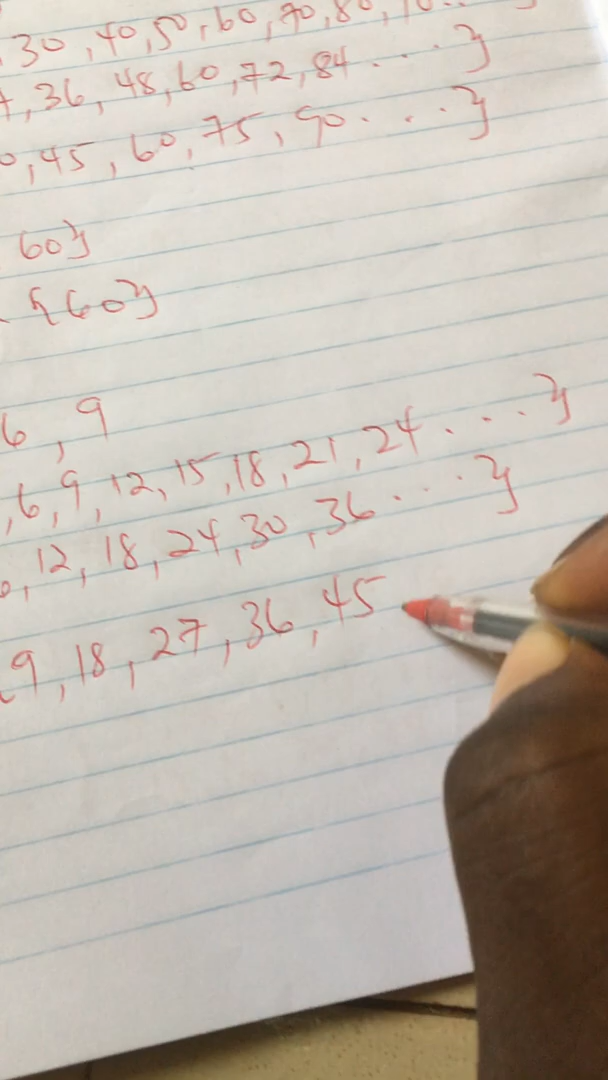 30, 40, 50, 60, 70, 80,
, 36, 48, 60, 72, 84 . . . . }
, 45, 60, 75, 90 . . . . }
60}
{60}
6, 9
, 6, 9, 12, 15, 18, 21, 24 . . . . }
, 12, 18, 24, 30, 36 . . . . }
9, 18, 27, 36, 45